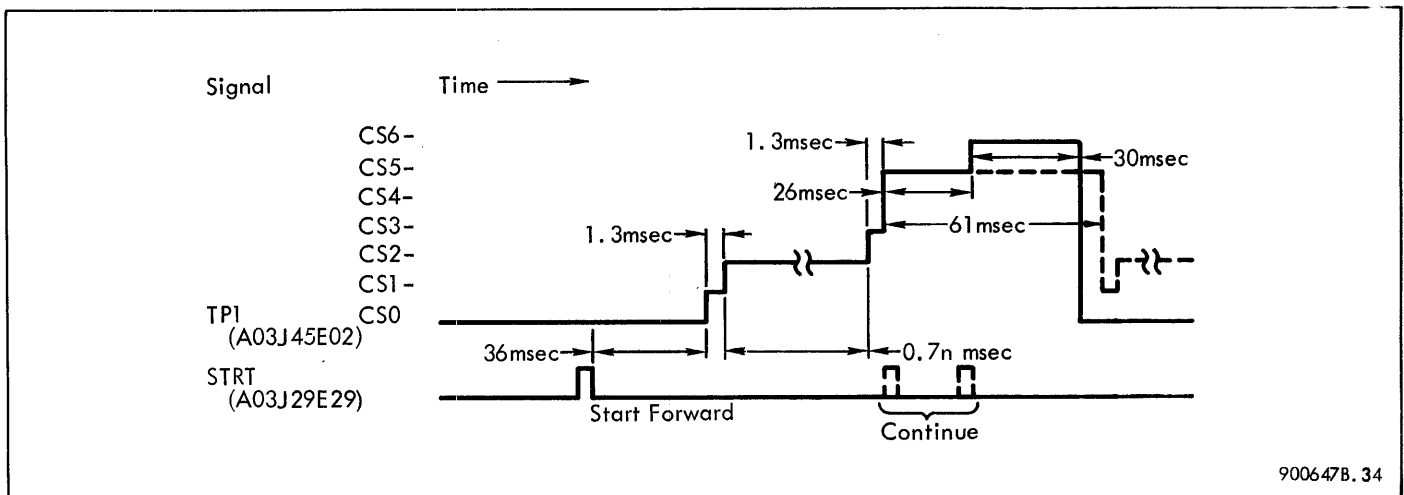 Signal Time
CS6-
1.3msec
CS5-
30msec
CS4-
26msec
CS3-
61msec
1.3msec
CS2-
CS1-
TP1 CS0
(A03J45E02)
36msec
0.7n msec
STRT
(A03J29E29)
Start Forward
Continue
900647B.34